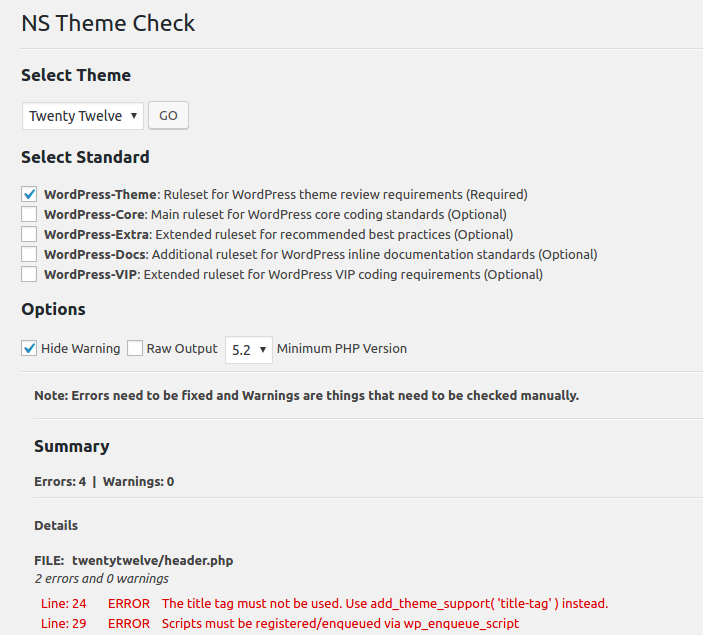 NS Theme Check
Select Theme
Twenty Twelve GO
Select Standard
WordPress-Theme: Ruleset for WordPress theme review requirements (Required)
WordPress-Core: Main ruleset for WordPress core coding standards (Optional)
WordPress-Extra: Extended ruleset for recommended best practices (Optional)
WordPress-Docs: Additional ruleset for WordPress inline documentation standards (Optional)
WordPress-VIP: Extended ruleset for WordPress VIP coding requirements (Optional)
Options
Hide Warning Raw Output 5.2 Minimum PHP Version
Note: Errors need to be fixed and Warnings are things that need to be checked manually.
Summary
Errors: 4 | Warnings: 0
Details
FILE: twentytwelve/header.php
2 errors and 0 warnings
Line: 24 ERROR The title tag must not be used. Use add_theme_support( 'title-tag' ) instead.
Line: 29 ERROR Scripts must be registered/enqueued via wp_enqueue_script